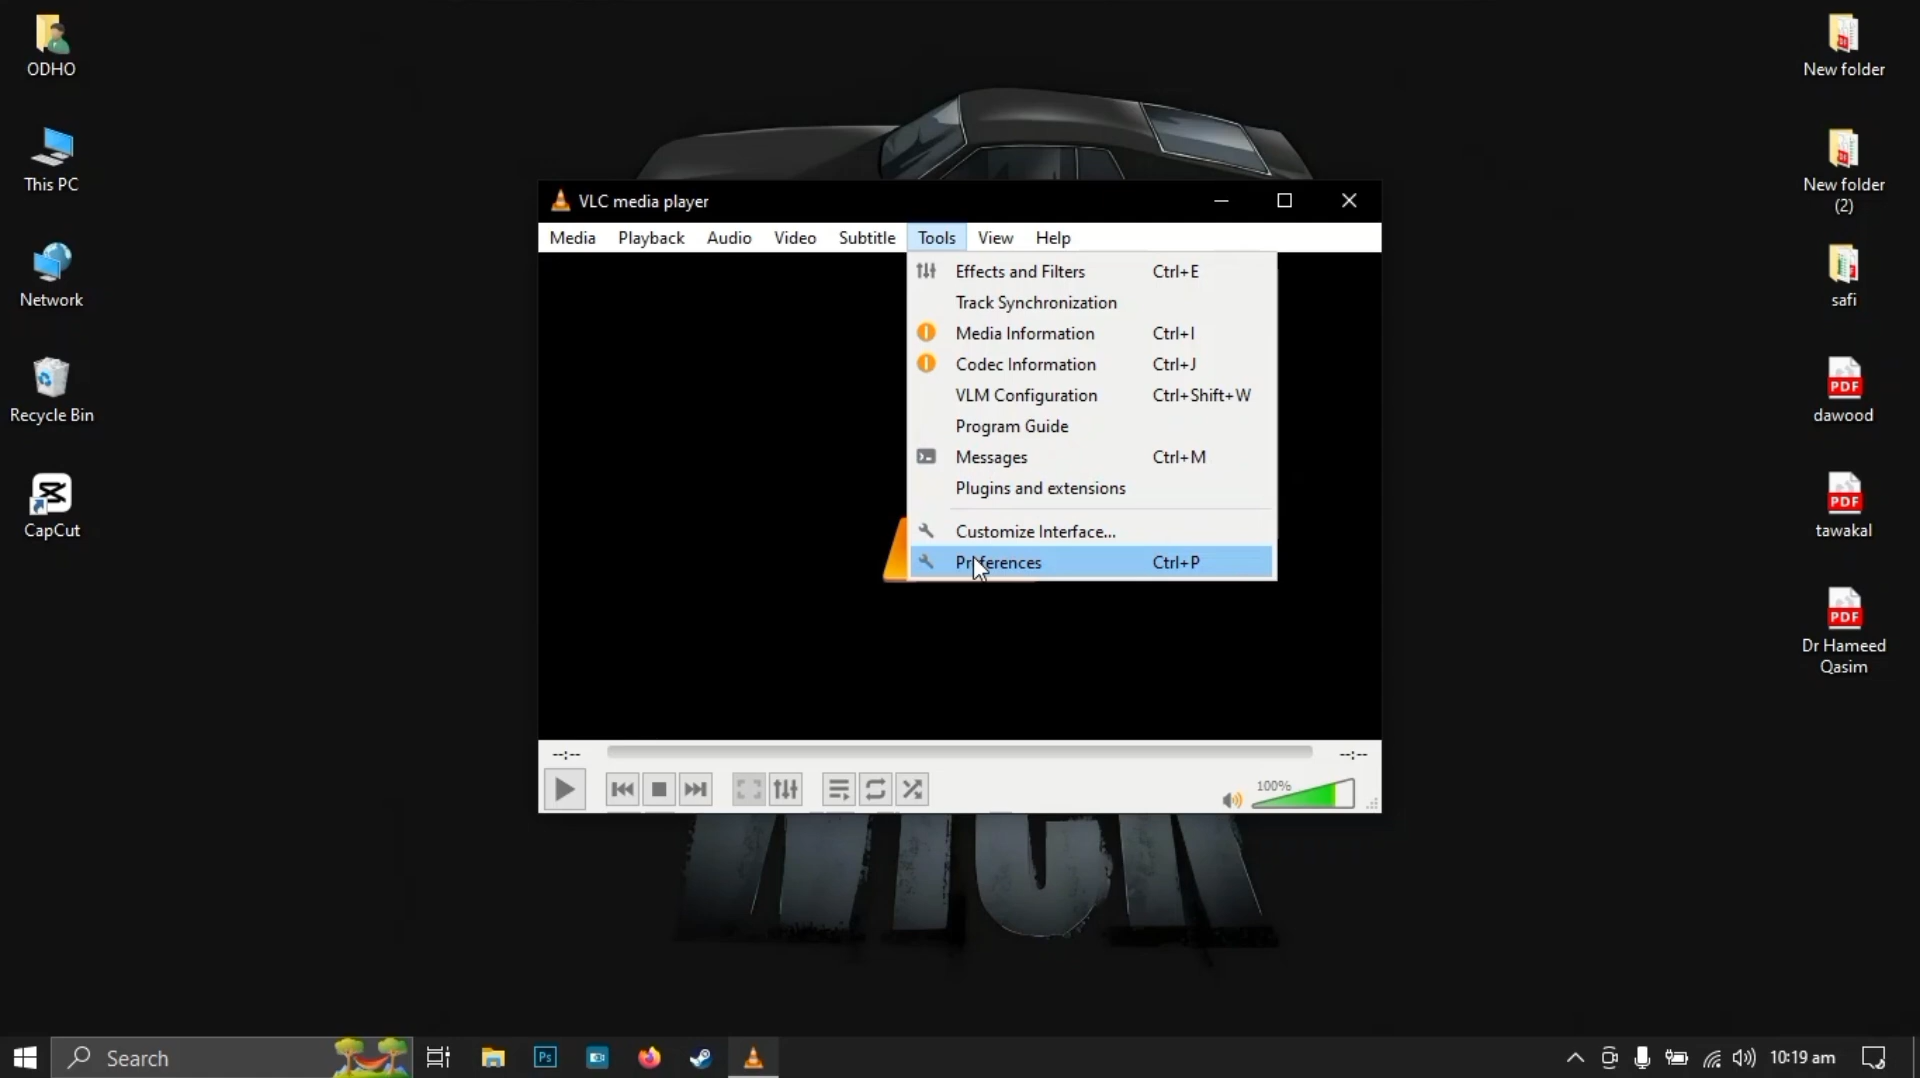 ODHO
This PC
Network
Recycle Bin
CapCut
VLC media player
Media Playback Audio Video Subtitle Tools View Help
Effects and Filters Ctrl+E
Track Synchronization
Media Information Ctrl+I
Codec Information Ctrl+J
VLM Configuration Ctrl+Shift+W
Program Guide
Messages Ctrl+M
Plugins and extensions
Customize Interface...
Preferences Ctrl+P
--:-- --:--
100%
New folder
New folder
(2)
safi
PDF
dawood
PDF
tawakal
PDF
Dr Hameed
Qasim
Search
Ps
10:19 am